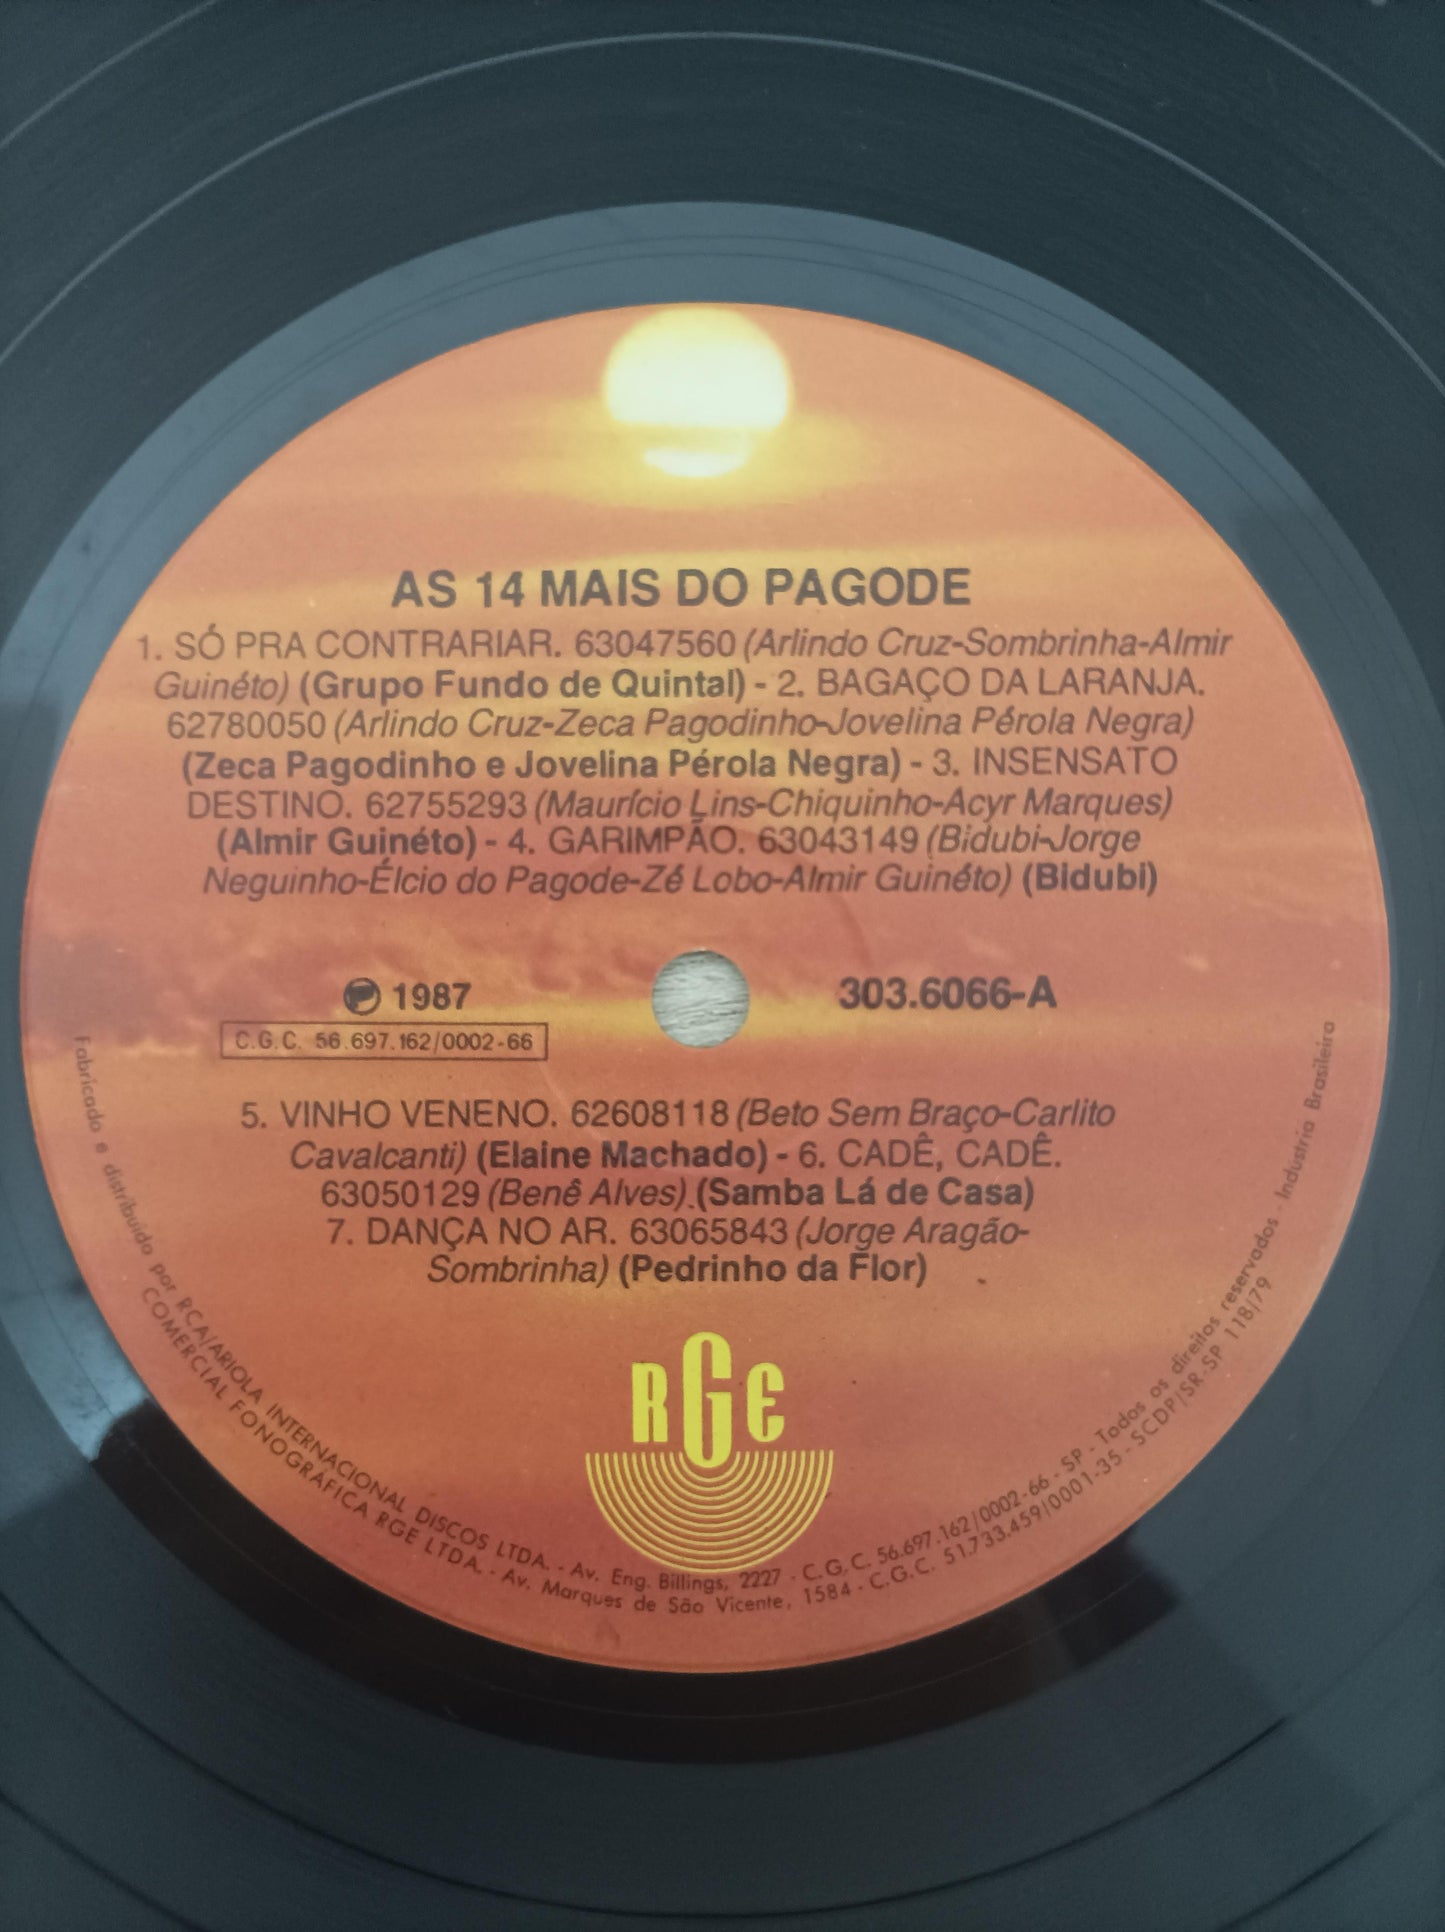 AS 14 MAIS DO PAGODE
1. SÓ PRA CONTRARIAR. 63047560 (Arlindo Cruz-Sombrinha-Almir
Guinéto) (Grupo Fundo de Quintal) - 2. BAGAÇO DA LARANJA.
62780050 (Arlindo Cruz-Zeca Pagodinho-Jovelina Pérola Negra)
(Zeca Pagodinho e Jovelina Pérola Negra) - 3. INSENSATO
DESTINO. 62755293 (Maurício Lins-Chiquinho-Acyr Marques)
(Almir Guinéto) - 4. GARIMPÃO. 63043149 (Bidubi-Jorge
Neguinho-Élcio do Pagode-Zé Lobo-Almir Guinéto) (Bidubi)
℗ 1987
303.6066-A
C.G.C. 56.697.162/0002-66
5. VINHO VENENO. 62608118 (Beto Sem Braço-Carlito
Cavalcanti) (Elaine Machado) - 6. CADÊ, CADÊ.
63050129 (Benê Alves).(Samba Lá de Casa)
7. DANÇA NO AR. 63065843 (Jorge Aragão-
Sombrinha) (Pedrinho da Flor)
RGE
Fabricado e distribuído por RCA/ARIOLA INTERNACIONAL DISCOS LTDA. - Av. Eng. Billings, 2227 - C.G.C. 56.697.162/0002-66 - SP - Todos os direitos reservados - Industria Brasileira
COMERCIAL FONOGRÁFICA RGE LTDA. - Av. Marques de São Vicente, 1584 - C.G.C. 51.733.459/0001-35 - SCDP/SR-SP 118/79